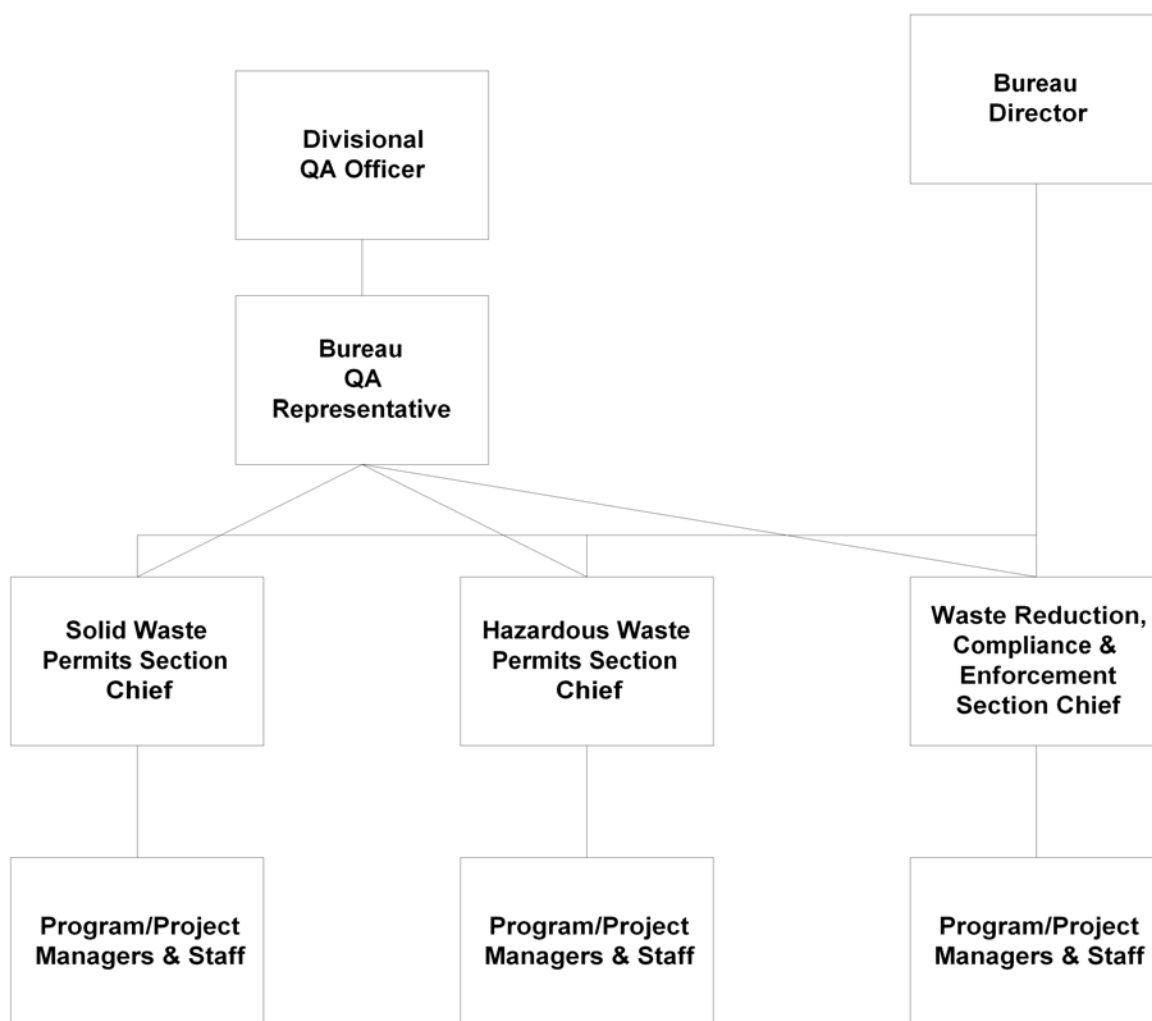 Bureau
Director
Divisional
QA Officer
Bureau
QA
Representative
Solid Waste
Permits Section
Chief
Hazardous Waste
Permits Section
Chief
Waste Reduction,
Compliance &
Enforcement
Section Chief
Program/Project
Managers & Staff
Program/Project
Managers & Staff
Program/Project
Managers & Staff